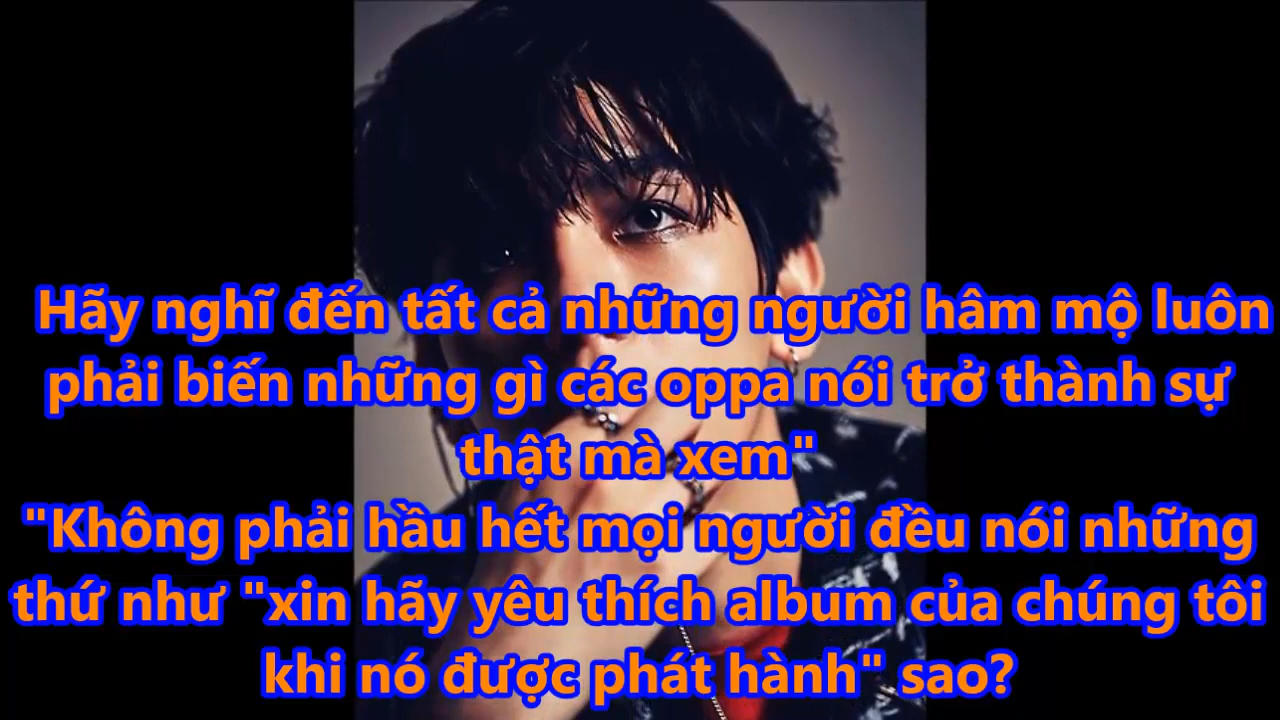 Hãy nghĩ đến tất cả những người hâm mộ luôn
phải biến những gì các oppa nói trở thành sự
thật mà xem"
"Không phải hầu hết mọi người đều nói những
thứ như "xin hãy yêu thích album của chúng tôi
khi nó được phát hành" sao?